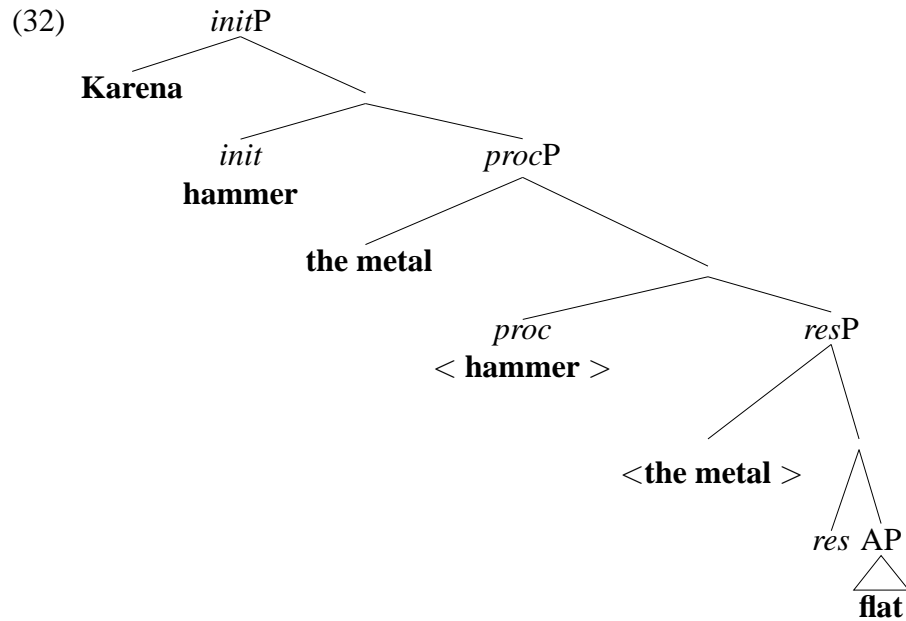 (32) initP
Karena
init procP
hammer
the metal
proc resP
< hammer >
<the metal >
res AP
flat